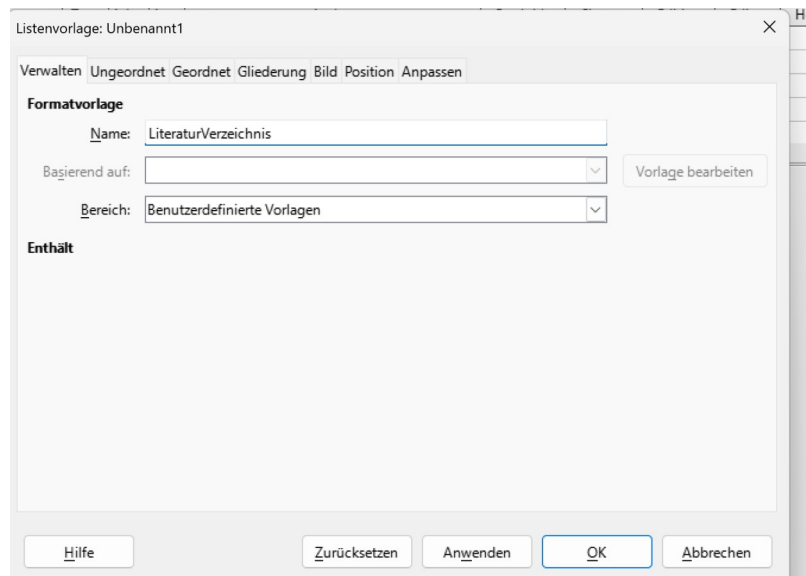 Listenvorlage: Unbenannt1
Verwalten Ungeordnet Geordnet Gliederung Bild Position Anpassen
Formatvorlage
Name: LiteraturVerzeichnis
Basierend auf: Vorlage bearbeiten
Bereich: Benutzerdefinierte Vorlagen
Enthält
Hilfe Zurücksetzen Anwenden OK Abbrechen